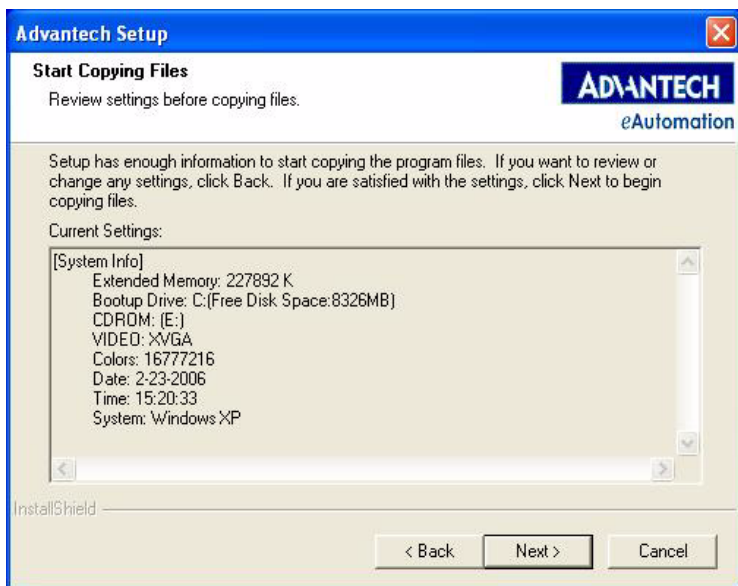 Advantech Setup
Start Copying Files
Review settings before copying files.
ADVANTECH
eAutomation
Setup has enough information to start copying the program files. If you want to review or
change any settings, click Back. If you are satisfied with the settings, click Next to begin
copying files.
Current Settings:
[System Info]
Extended Memory: 227892 K
Bootup Drive: C:(Free Disk Space:8326MB)
CDROM: (E:)
VIDEO: XVGA
Colors: 16777216
Date: 2-23-2006
Time: 15:20:33
System: Windows XP
InstallShield
< Back
Next >
Cancel